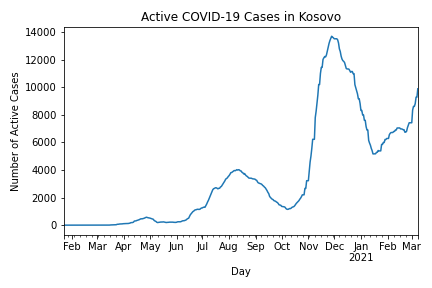 Active COVID-19 Cases in Kosovo
14000
12000
10000
8000
6000
4000
2000
0
Number of Active Cases
Feb Mar Apr May Jun Jul Aug Sep Oct Nov Dec Jan Feb Mar
2021
Day